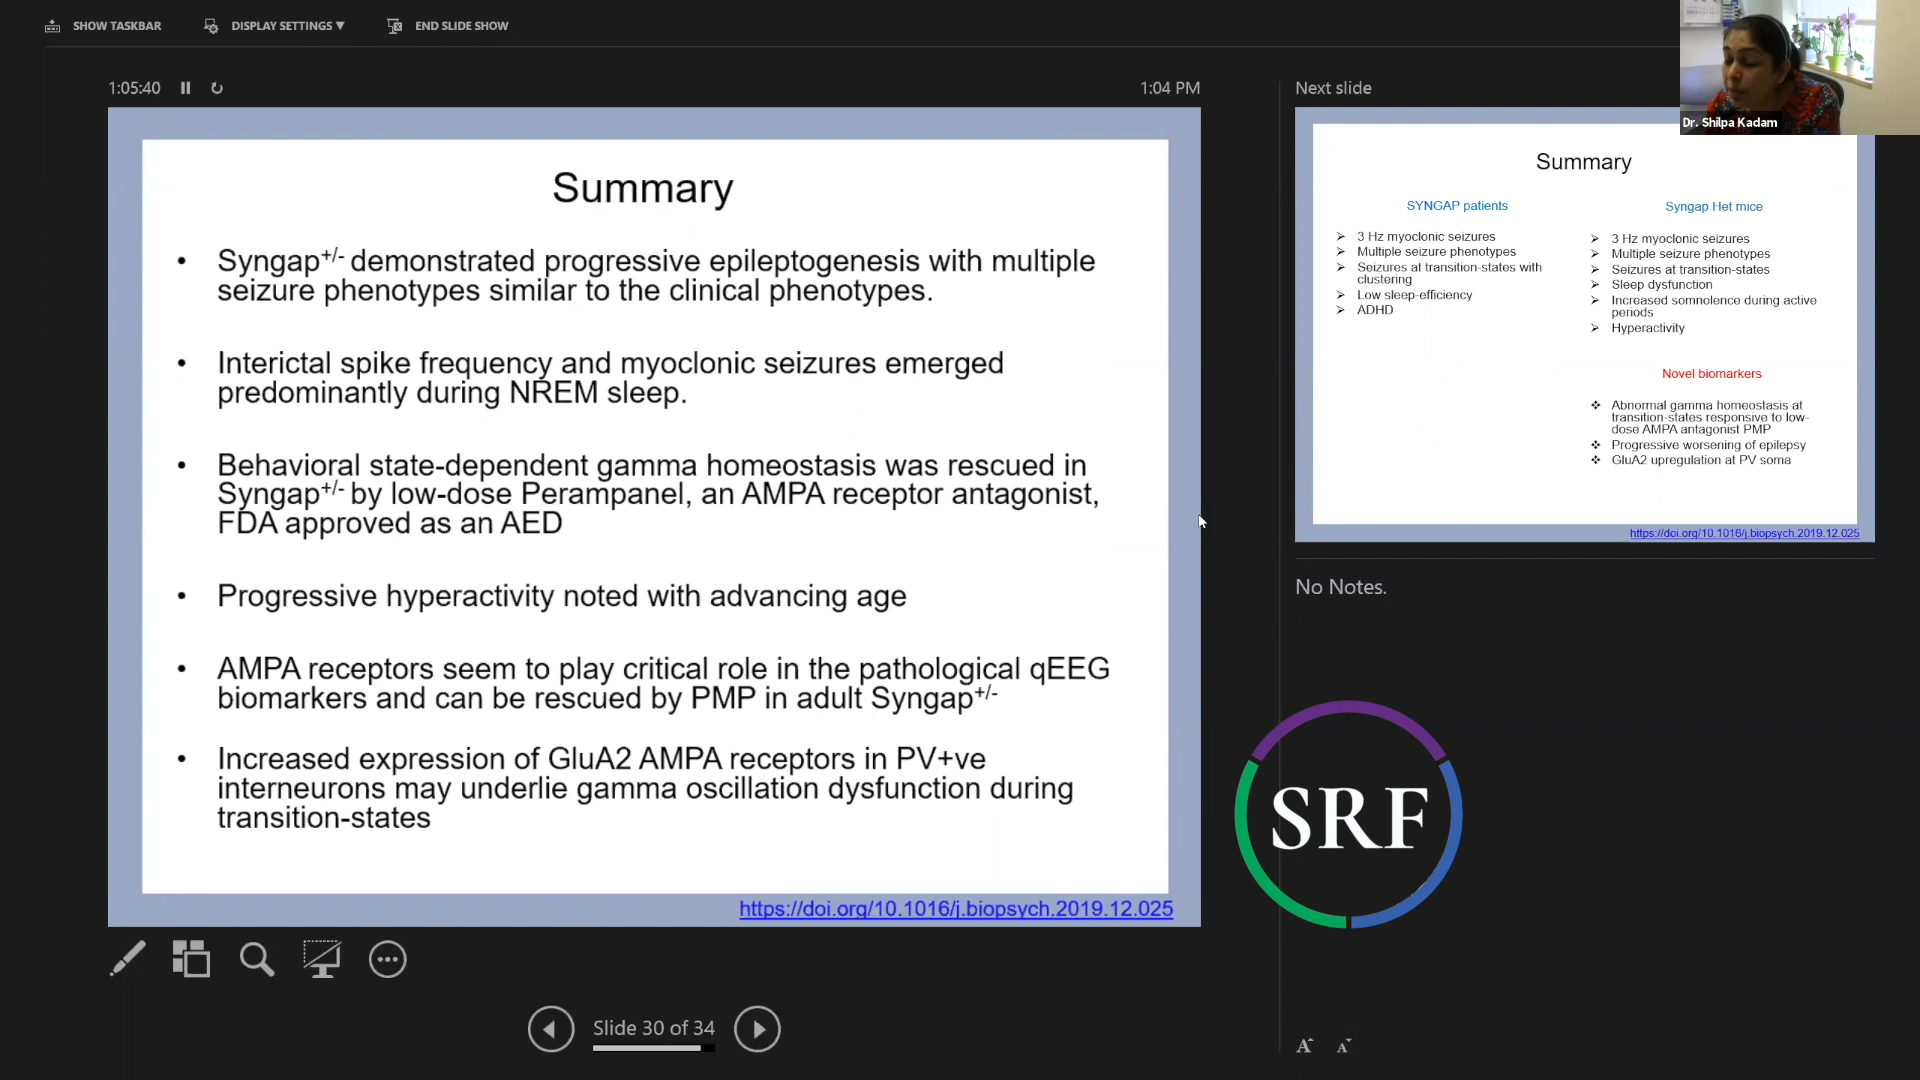 SHOW TASKBAR
DISPLAY SETTINGS ▼
END SLIDE SHOW
1:05:40
1:04 PM
Summary
• Syngap+/- demonstrated progressive epileptogenesis with multiple
seizure phenotypes similar to the clinical phenotypes.
• Interictal spike frequency and myoclonic seizures emerged
predominantly during NREM sleep.
• Behavioral state-dependent gamma homeostasis was rescued in
Syngap+/- by low-dose Perampanel, an AMPA receptor antagonist,
FDA approved as an AED
• Progressive hyperactivity noted with advancing age
• AMPA receptors seem to play critical role in the pathological qEEG
biomarkers and can be rescued by PMP in adult Syngap+/-
• Increased expression of GluA2 AMPA receptors in PV+ve
interneurons may underlie gamma oscillation dysfunction during
transition-states
https://doi.org/10.1016/j.biopsych.2019.12.025
Slide 30 of 34
Next slide
Dr. Shilpa Kadam
Summary
SYNGAP patients
➢ 3 Hz myoclonic seizures
➢ Multiple seizure phenotypes
➢ Seizures at transition-states with
clustering
➢ Low sleep-efficiency
➢ ADHD
Syngap Het mice
➢ 3 Hz myoclonic seizures
➢ Multiple seizure phenotypes
➢ Seizures at transition-states
➢ Sleep dysfunction
➢ Increased somnolence during active
periods
➢ Hyperactivity
Novel biomarkers
❖ Abnormal gamma homeostasis at
transition-states responsive to low-
dose AMPA antagonist PMP
❖ Progressive worsening of epilepsy
❖ GluA2 upregulation at PV soma
https://doi.org/10.1016/j.biopsych.2019.12.025
No Notes.
SRF
A A